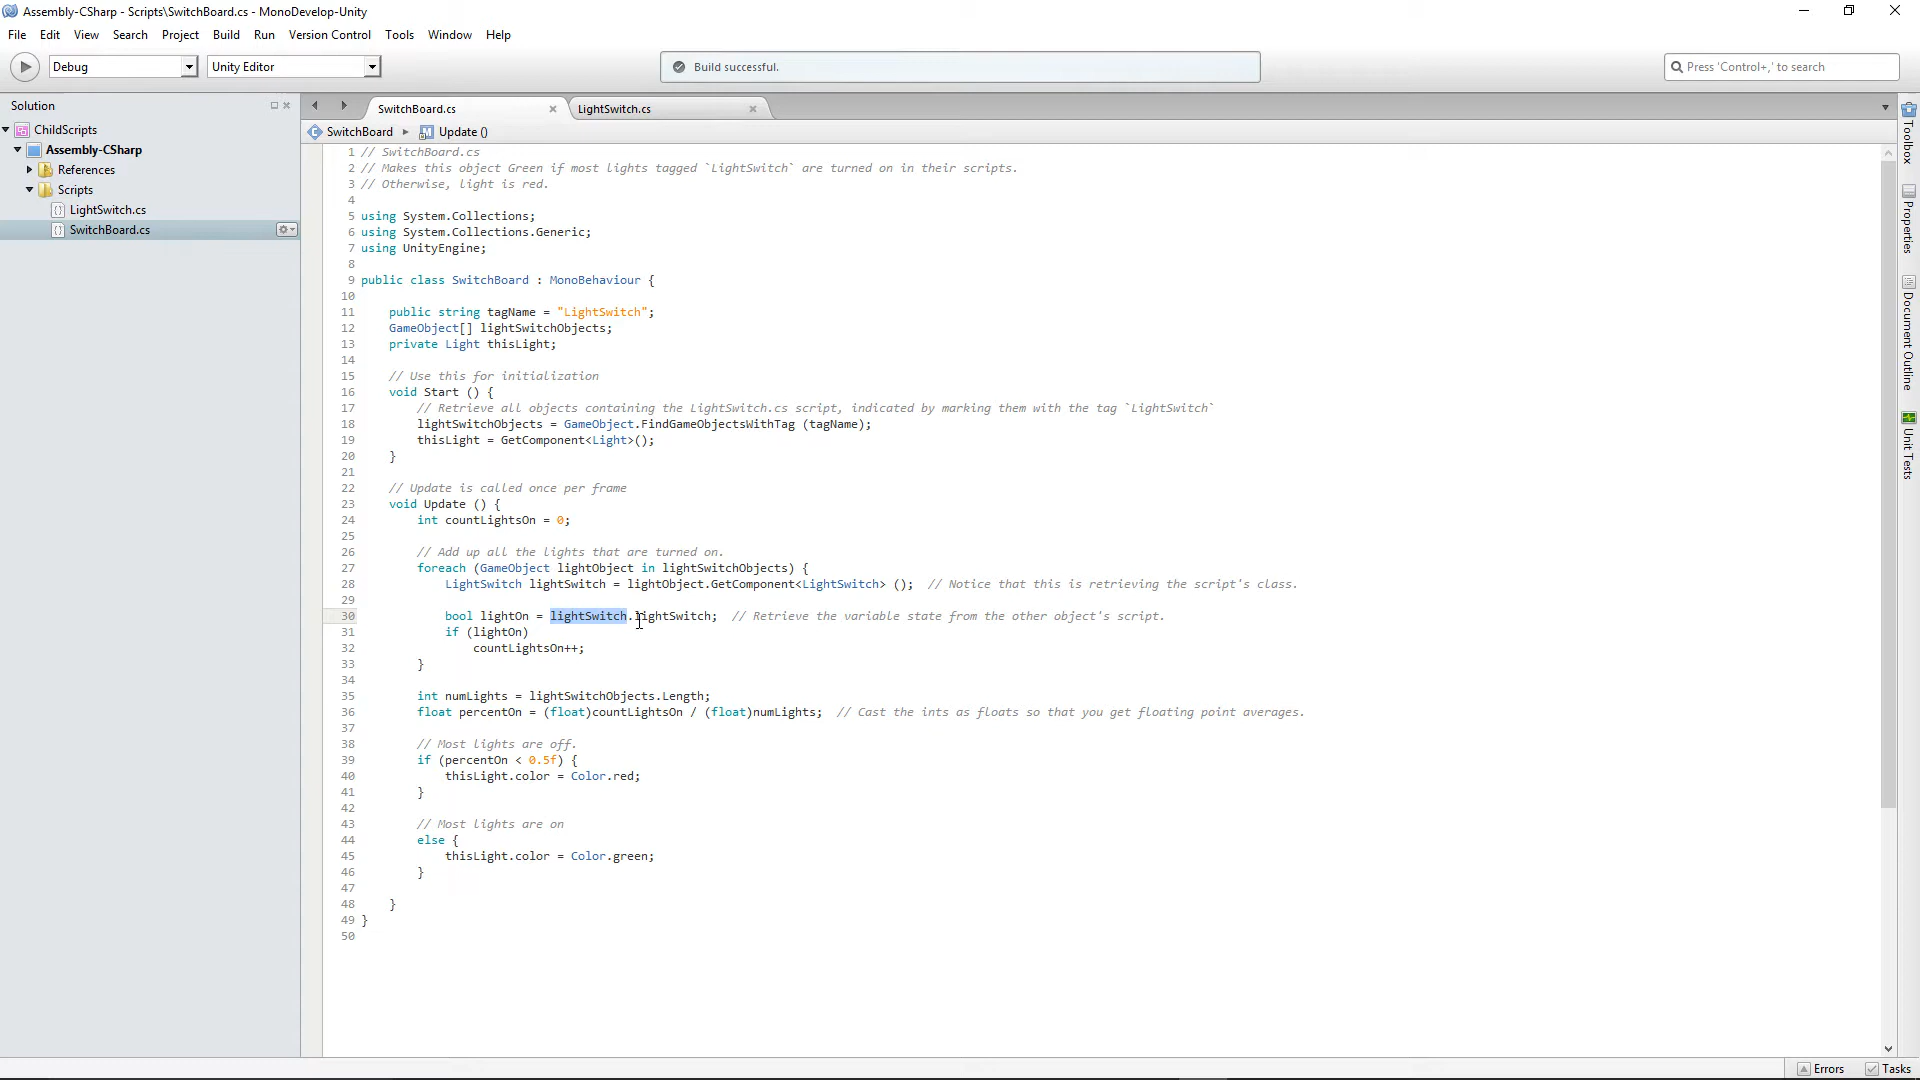 Assembly-CSharp - Scripts\SwitchBoard.cs - MonoDevelop-Unity
File Edit View Search Project Build Run Version Control Tools Window Help
Debug Unity Editor Build successful. Press 'Control+,' to search
Solution
ChildScripts
Assembly-CSharp
References
Scripts
LightSwitch.cs
SwitchBoard.cs
SwitchBoard.cs LightSwitch.cs
SwitchBoard Update ()
1 // SwitchBoard.cs
2 // Makes this object Green if most lights tagged `LightSwitch` are turned on in their scripts.
3 // Otherwise, light is red.
4
5 using System.Collections;
6 using System.Collections.Generic;
7 using UnityEngine;
8
9 public class SwitchBoard : MonoBehaviour {
10
11 public string tagName = "LightSwitch";
12 GameObject[] lightSwitchObjects;
13 private Light thisLight;
14
15 // Use this for initialization
16 void Start () {
17 // Retrieve all objects containing the LightSwitch.cs script, indicated by marking them with the tag `LightSwitch`
18 lightSwitchObjects = GameObject.FindGameObjectsWithTag (tagName);
19 thisLight = GetComponent<Light>();
20 }
21
22 // Update is called once per frame
23 void Update () {
24 int countLightsOn = 0;
25
26 // Add up all the lights that are turned on.
27 foreach (GameObject lightObject in lightSwitchObjects) {
28 LightSwitch lightSwitch = lightObject.GetComponent<LightSwitch> (); // Notice that this is retrieving the script's class.
29
30 bool lightOn = lightSwitch.lightSwitch; // Retrieve the variable state from the other object's script.
31 if (lightOn)
32 countLightsOn++;
33 }
34
35 int numLights = lightSwitchObjects.Length;
36 float percentOn = (float)countLightsOn / (float)numLights; // Cast the ints as floats so that you get floating point averages.
37
38 // Most lights are off.
39 if (percentOn < 0.5f) {
40 thisLight.color = Color.red;
41 }
42
43 // Most lights are on
44 else {
45 thisLight.color = Color.green;
46 }
47
48 }
49 }
50
Toolbox
Properties
Document Outline
Unit Tests
Errors Tasks